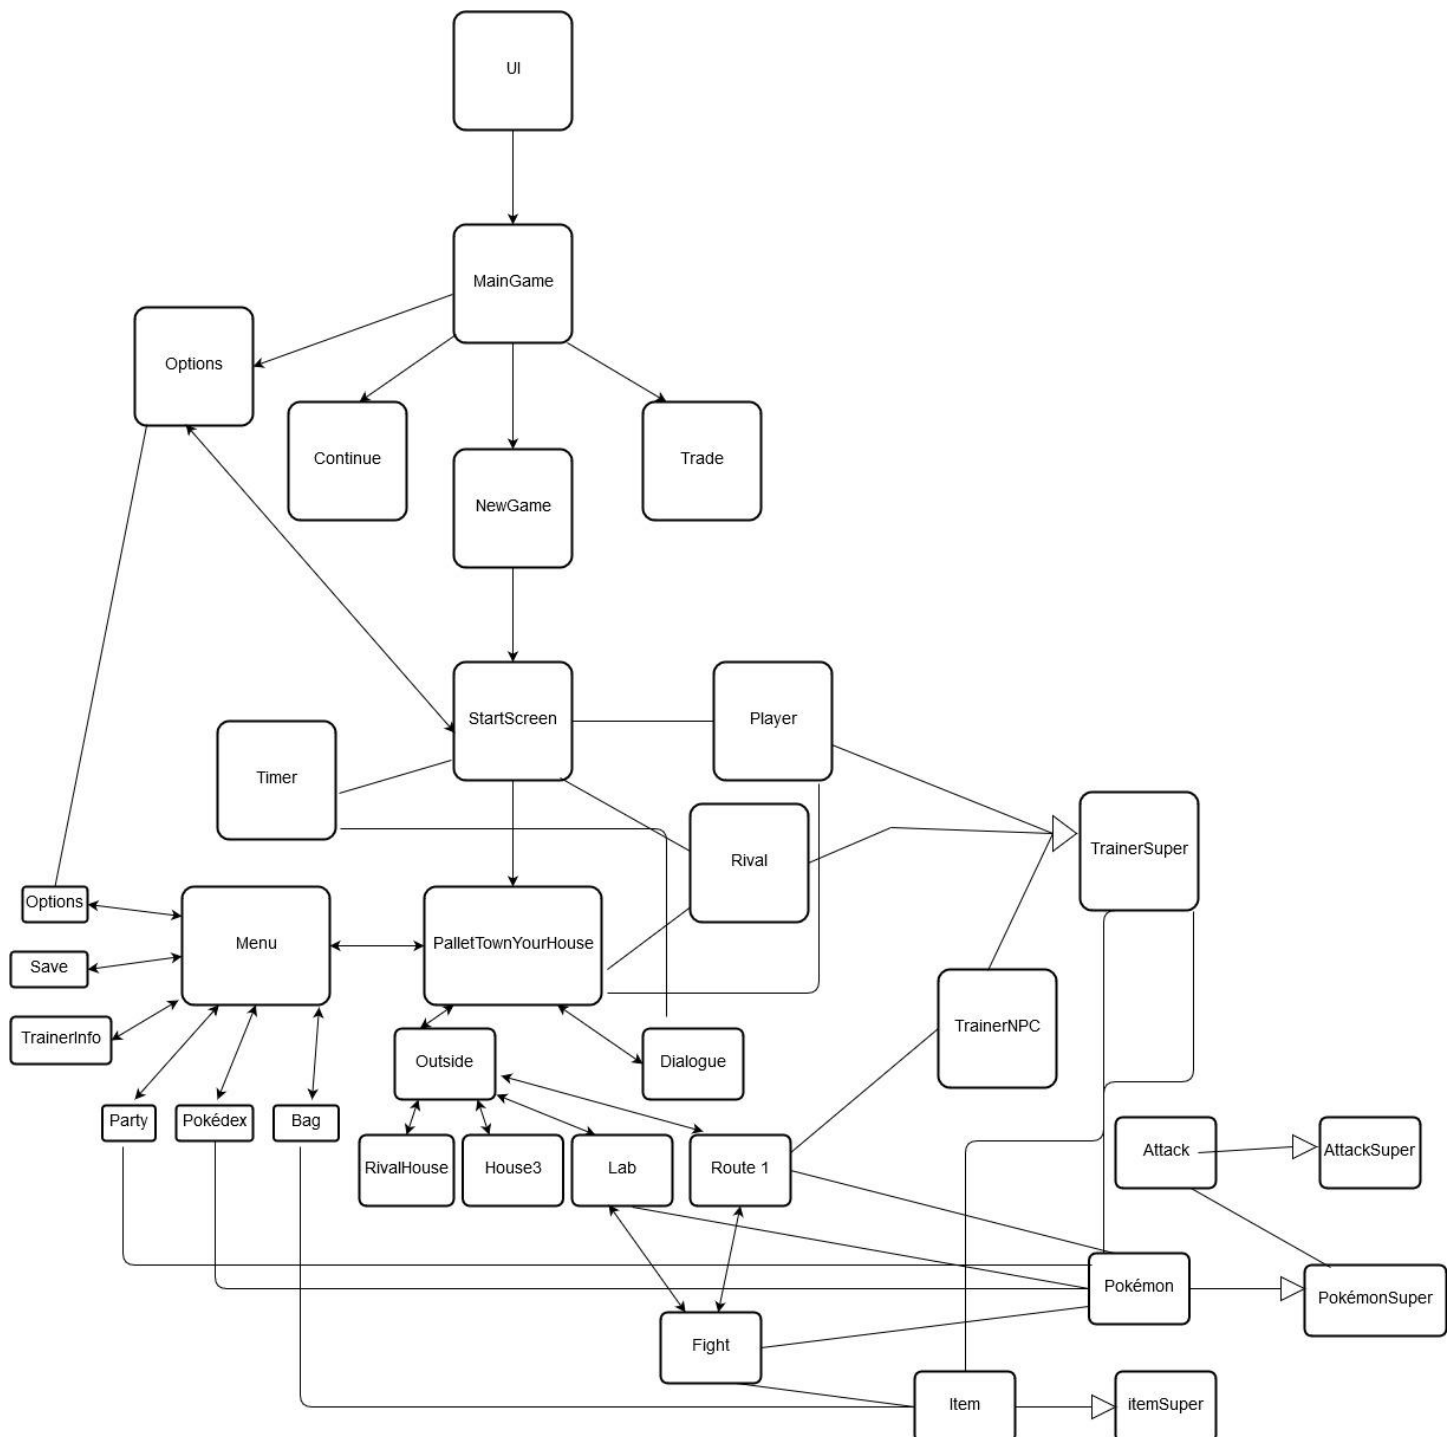 UI
MainGame
Options
Continue
Trade
NewGame
StartScreen
Player
Timer
TrainerSuper
Rival
Options
Menu
PalletTownYourHouse
Save
TrainerInfo
TrainerNPC
Outside
Dialogue
Party
Pokédex
Bag
RivalHouse
House3
Lab
Route 1
Attack
AttackSuper
Pokémon
PokémonSuper
Fight
Item
itemSuper